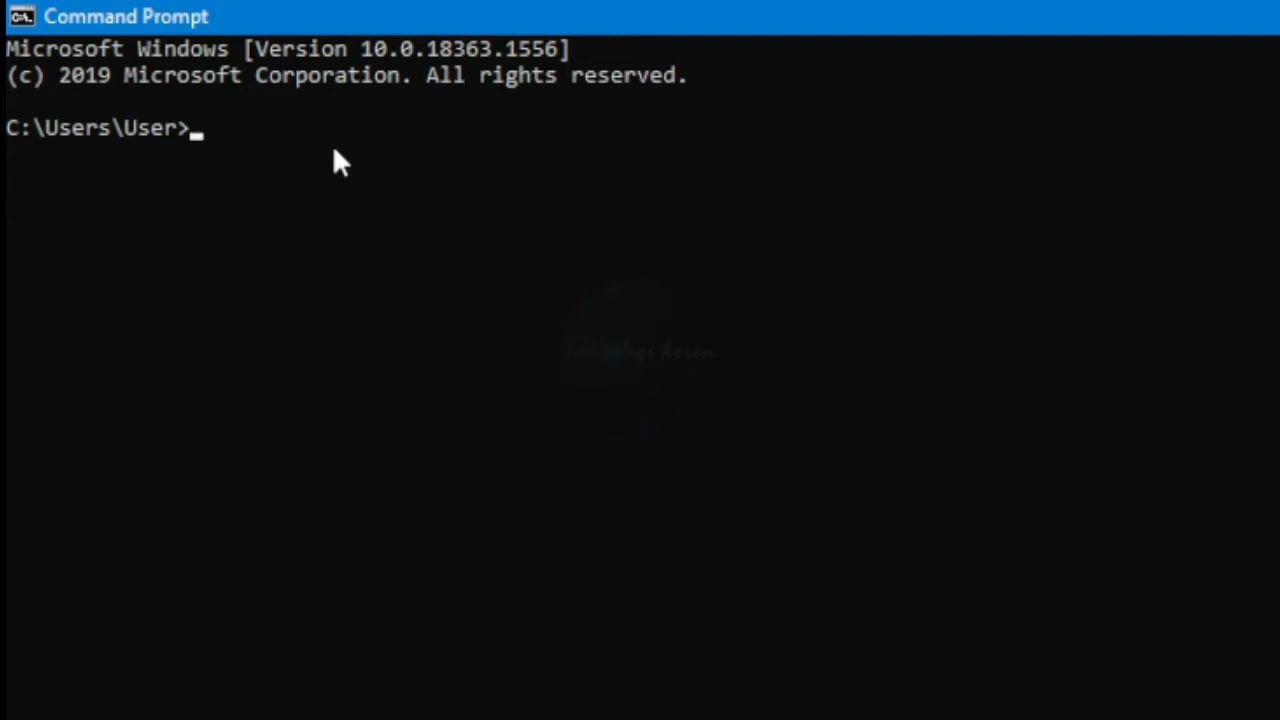 Command Prompt
Microsoft Windows [Version 10.0.18363.1556]
(c) 2019 Microsoft Corporation. All rights reserved.
C:\Users\User>